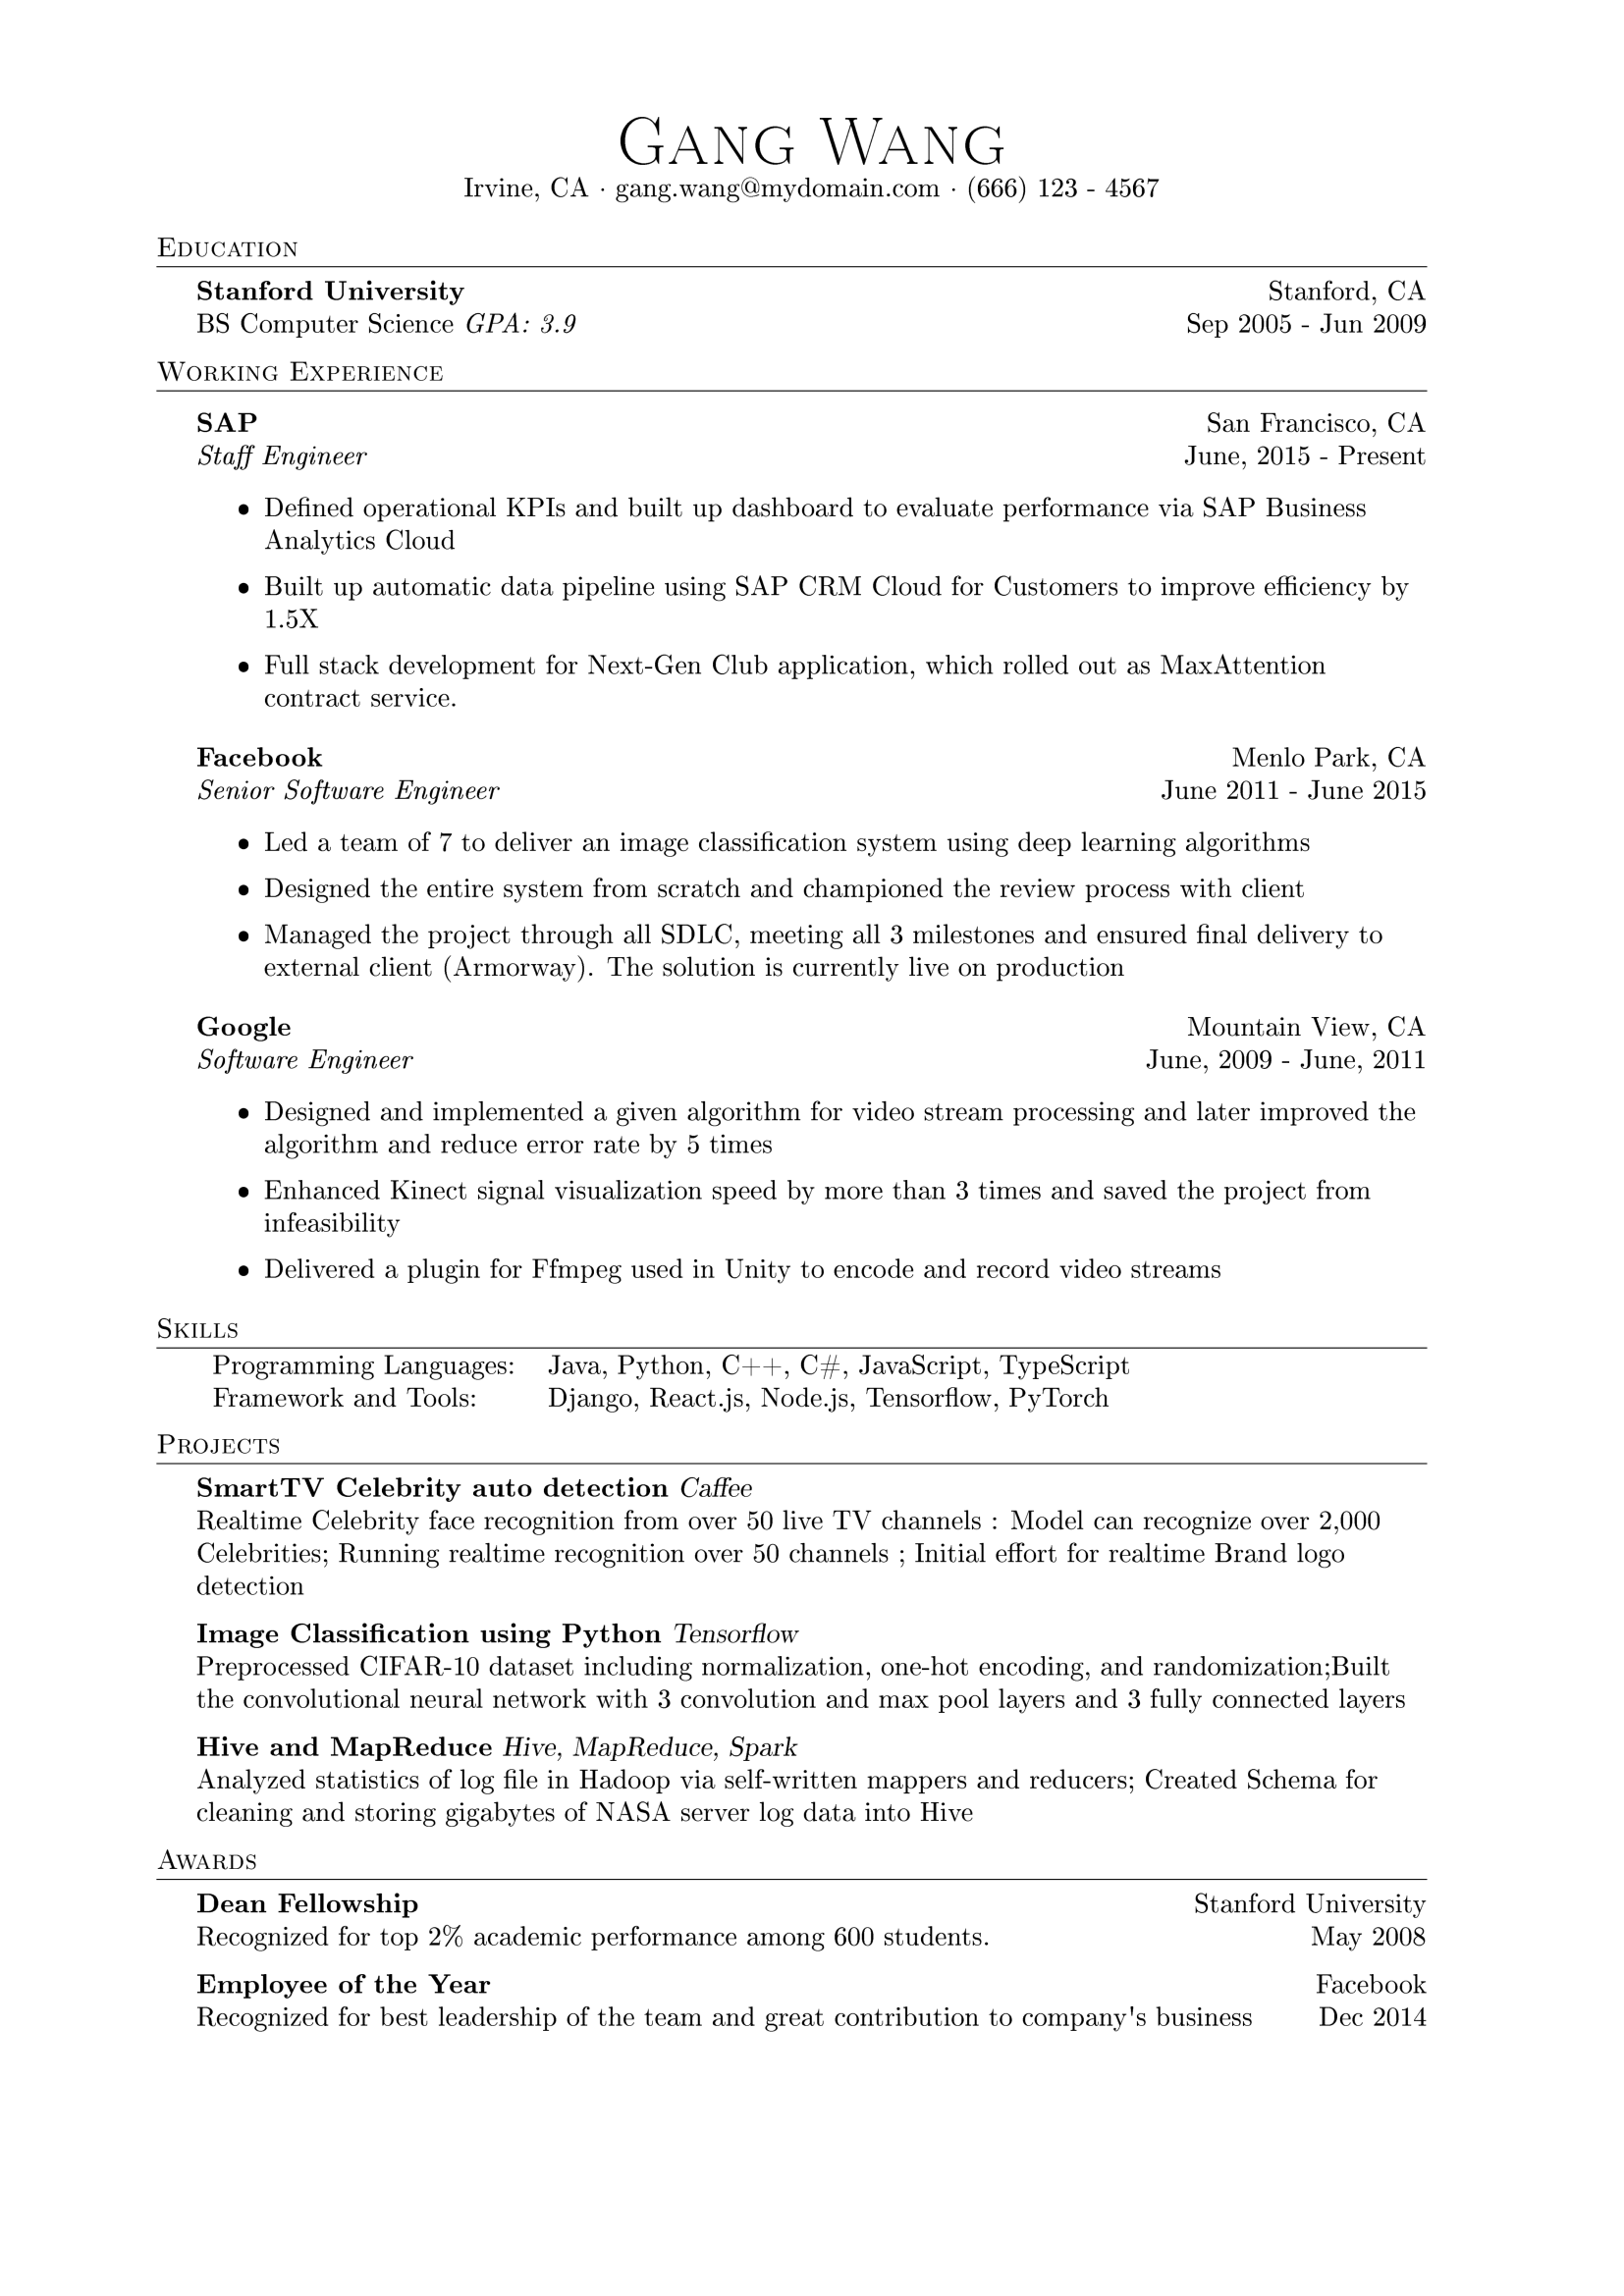 Gang Wang
Irvine, CA · gang.wang@mydomain.com · (666) 123 - 4567
Education
Stanford University Stanford, CA
BS Computer Science GPA: 3.9 Sep 2005 - Jun 2009
Working Experience
SAP San Francisco, CA
Staff Engineer June, 2015 - Present
• Defined operational KPIs and built up dashboard to evaluate performance via SAP Business
Analytics Cloud
• Built up automatic data pipeline using SAP CRM Cloud for Customers to improve efficiency by
1.5X
• Full stack development for Next-Gen Club application, which rolled out as MaxAttention
contract service.
Facebook Menlo Park, CA
Senior Software Engineer June 2011 - June 2015
• Led a team of 7 to deliver an image classification system using deep learning algorithms
• Designed the entire system from scratch and championed the review process with client
• Managed the project through all SDLC, meeting all 3 milestones and ensured final delivery to
external client (Armorway). The solution is currently live on production
Google Mountain View, CA
Software Engineer June, 2009 - June, 2011
• Designed and implemented a given algorithm for video stream processing and later improved the
algorithm and reduce error rate by 5 times
• Enhanced Kinect signal visualization speed by more than 3 times and saved the project from
infeasibility
• Delivered a plugin for Ffmpeg used in Unity to encode and record video streams
Skills
Programming Languages: Java, Python, C++, C#, JavaScript, TypeScript
Framework and Tools: Django, React.js, Node.js, Tensorflow, PyTorch
Projects
SmartTV Celebrity auto detection Caffee
Realtime Celebrity face recognition from over 50 live TV channels : Model can recognize over 2,000
Celebrities; Running realtime recognition over 50 channels ; Initial effort for realtime Brand logo
detection
Image Classification using Python Tensorflow
Preprocessed CIFAR-10 dataset including normalization, one-hot encoding, and randomization;Built
the convolutional neural network with 3 convolution and max pool layers and 3 fully connected layers
Hive and MapReduce Hive, MapReduce, Spark
Analyzed statistics of log file in Hadoop via self-written mappers and reducers; Created Schema for
cleaning and storing gigabytes of NASA server log data into Hive
Awards
Dean Fellowship Stanford University
Recognized for top 2% academic performance among 600 students. May 2008
Employee of the Year Facebook
Recognized for best leadership of the team and great contribution to company's business Dec 2014